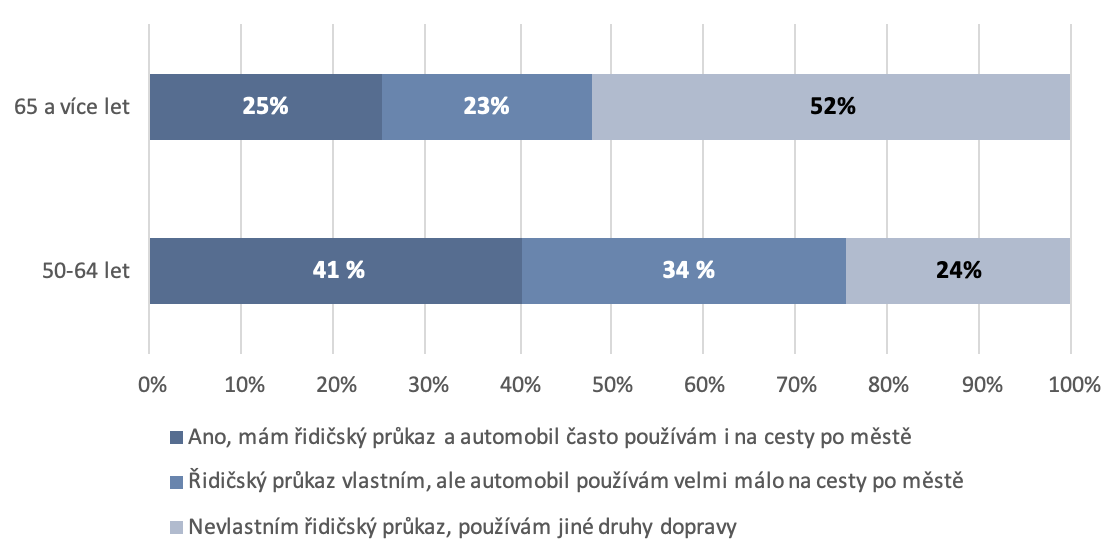 65 a více let
25%
23%
52%
50-64 let
41 %
34 %
24%
0% 10% 20% 30% 40% 50% 60% 70% 80% 90% 100%
Ano, mám řidičský průkaz a automobil často používám i na cesty po městě
Řidičský průkaz vlastním, ale automobil používám velmi málo na cesty po městě
Nevlastním řidičský průkaz, používám jiné druhy dopravy